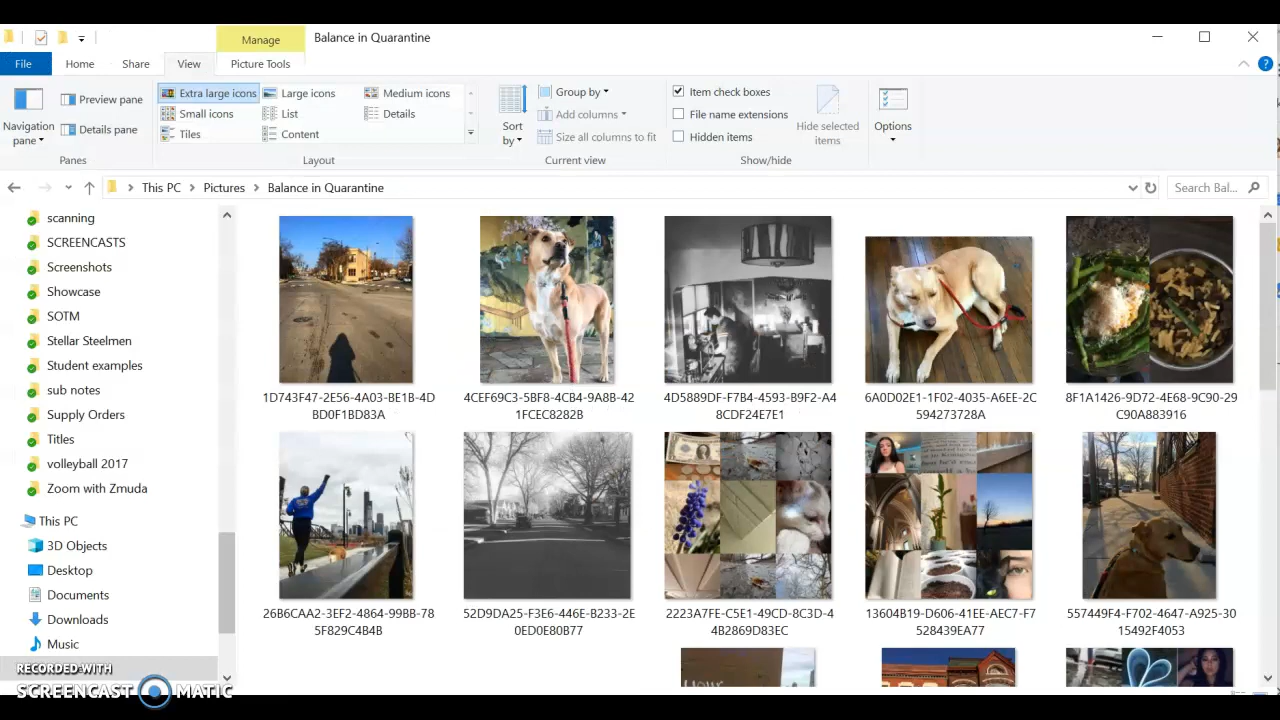 Manage
Balance in Quarantine
File
Home
Share
View
Picture Tools
Navigation
pane
Preview pane
Details pane
Panes
Extra large icons
Large icons
Medium icons
Small icons
List
Details
Tiles
Content
Layout
Sort
by
Group by
Add columns
Size all columns to fit
Current view
Item check boxes
File name extensions
Hidden items
Hide selected
items
Show/hide
Options
This PC
Pictures
Balance in Quarantine
Search Bal...
scanning
SCREENCASTS
Screenshots
Showcase
SOTM
Stellar Steelmen
Student examples
sub notes
Supply Orders
Titles
volleyball 2017
Zoom with Zmuda
This PC
3D Objects
Desktop
Documents
Downloads
Music
1D743F47-2E56-4A03-BE1B-4D
BD0F1BD83A
4CEF69C3-5BF8-4CB4-9A8B-42
1FCEC8282B
4D5889DF-F7B4-4593-B9F2-A4
8CDF24E7E1
6A0D02E1-1F02-4035-A6EE-2C
594273728A
8F1A1426-9D72-4E68-9C90-29
C90A883916
26B6CAA2-3EF2-4864-99BB-78
5F829C4B4B
52D9DA25-F3E6-446E-B233-2E
0ED0E80B77
2223A7FE-C5E1-49CD-8C3D-4
4B2869D83EC
13604B19-D606-41EE-AEC7-F7
528439EA77
557449F4-F702-4647-A925-30
15492F4053
RECORDED WITH
SCREENCAST MATIC